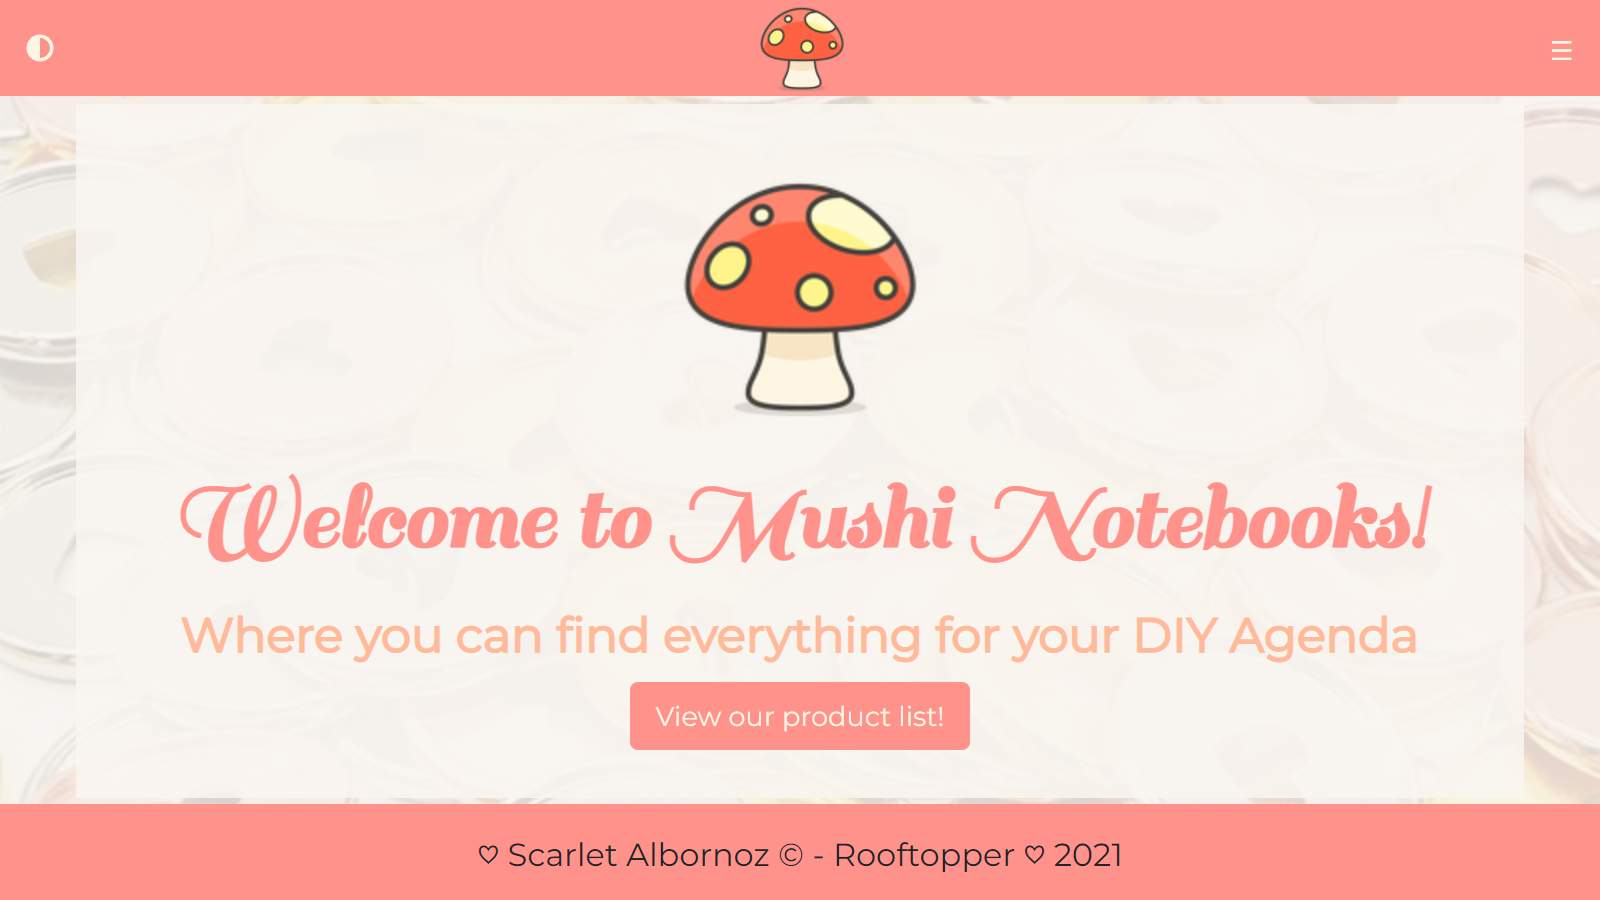 Welcome to Mushi Notebooks!
Where you can find everything for your DIY Agenda
View our product list!
♡ Scarlet Albornoz © - Rooftopper ♡ 2021